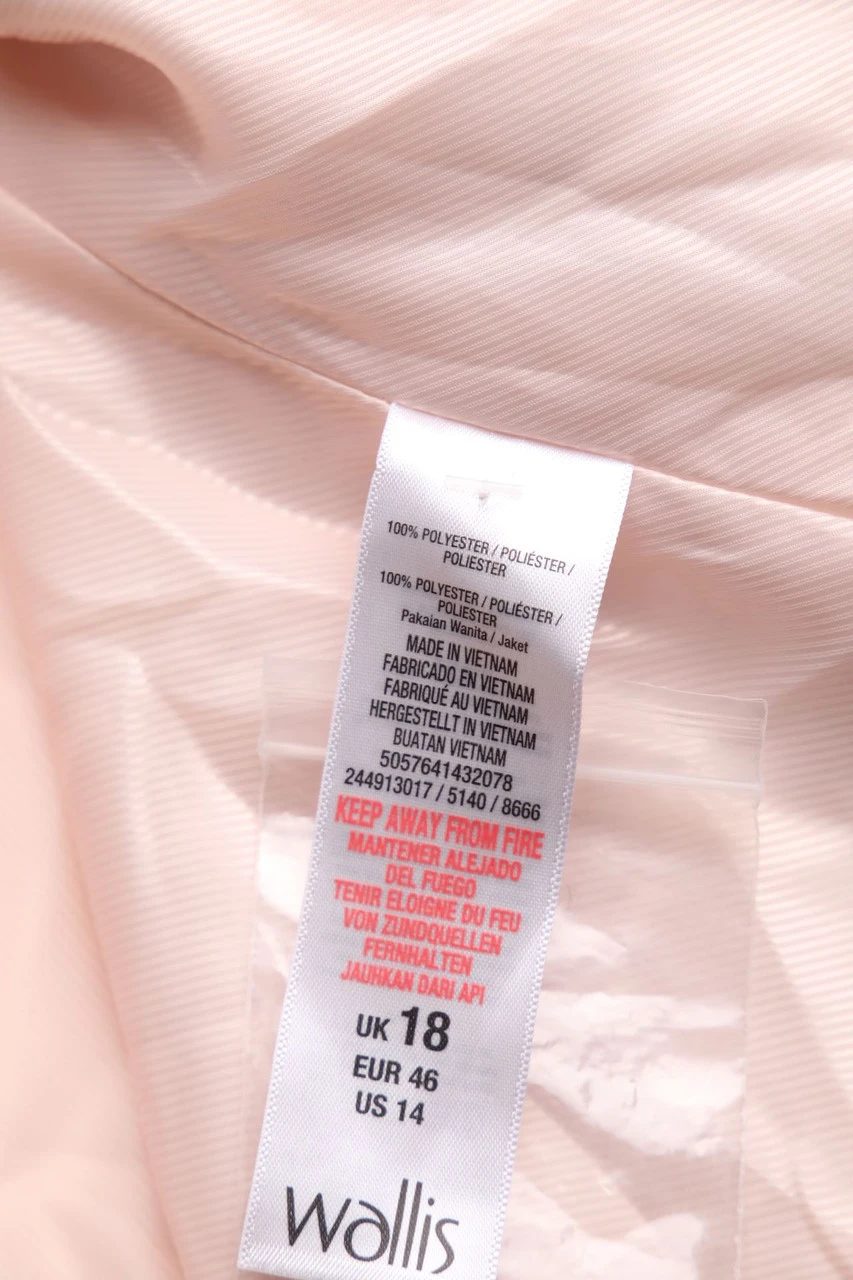 100% POLYESTER / POLIÉSTER /
POLIESTER
100% POLYESTER / POLIÉSTER /
POLIESTER
Pakaian Wanita / Jaket
MADE IN VIETNAM
FABRICADO EN VIETNAM
FABRIQUÉ AU VIETNAM
HERGESTELLT IN VIETNAM
BUATAN VIETNAM
5057641432078
244913017 / 5140 / 8666
KEEP AWAY FROM FIRE
MANTENER ALEJADO
DEL FUEGO
TENIR ÉLOIGNE DU FEU
VON ZUNDQUELLEN
FERNHALTEN
JAUHKAN DARI API
UK 18
EUR 46
US 14
wallis